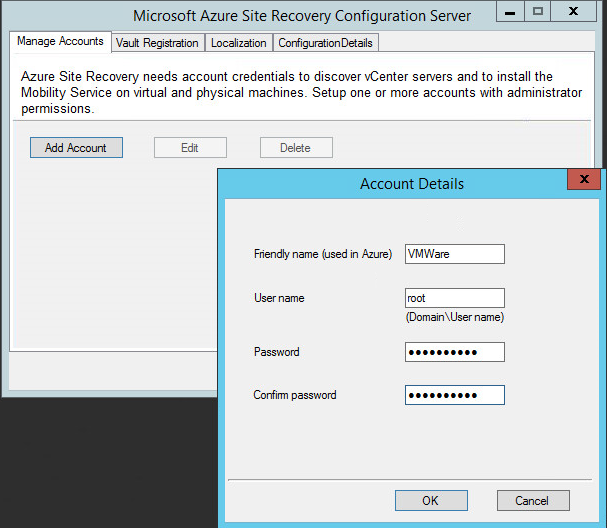 Microsoft Azure Site Recovery Configuration Server
Manage Accounts
Vault Registration
Localization
ConfigurationDetails
Azure Site Recovery needs account credentials to discover vCenter servers and to install the
Mobility Service on virtual and physical machines. Setup one or more accounts with administrator
permissions.
Add Account
Edit
Delete
Account Details
Friendly name (used in Azure)
VMWare
User name
root
(Domain\User name)
Password
●●●●●●●●●●
Confirm password
●●●●●●●●●●
OK
Cancel